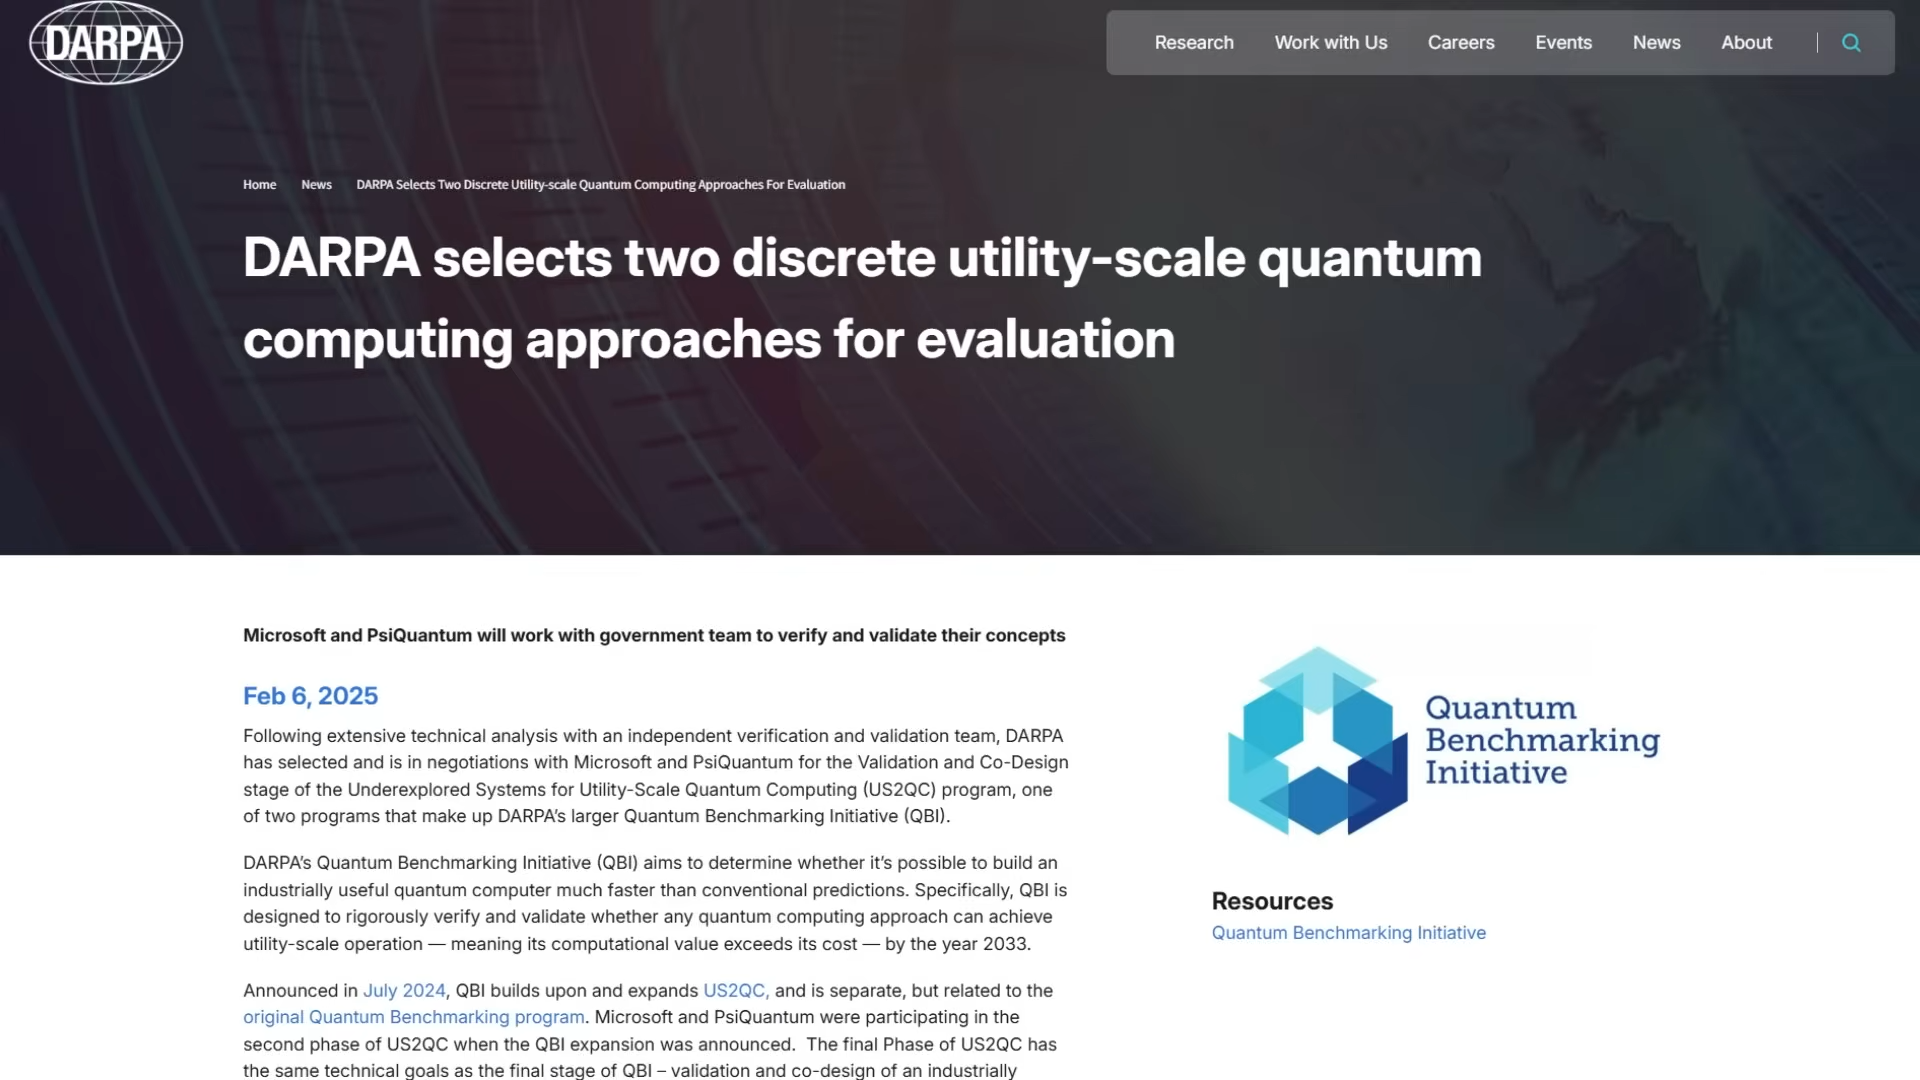 DARPA
Research Work with Us Careers Events News About
Home News DARPA Selects Two Discrete Utility-scale Quantum Computing Approaches For Evaluation
DARPA selects two discrete utility-scale quantum
computing approaches for evaluation
Microsoft and PsiQuantum will work with government team to verify and validate their concepts
Feb 6, 2025
Following extensive technical analysis with an independent verification and validation team, DARPA
has selected and is in negotiations with Microsoft and PsiQuantum for the Validation and Co-Design
stage of the Underexplored Systems for Utility-Scale Quantum Computing (US2QC) program, one
of two programs that make up DARPA’s larger Quantum Benchmarking Initiative (QBI).
DARPA’s Quantum Benchmarking Initiative (QBI) aims to determine whether it’s possible to build an
industrially useful quantum computer much faster than conventional predictions. Specifically, QBI is
designed to rigorously verify and validate whether any quantum computing approach can achieve
utility-scale operation — meaning its computational value exceeds its cost — by the year 2033.
Announced in July 2024, QBI builds upon and expands US2QC, and is separate, but related to the
original Quantum Benchmarking program. Microsoft and PsiQuantum were participating in the
second phase of US2QC when the QBI expansion was announced. The final Phase of US2QC has
the same technical goals as the final stage of QBI – validation and co-design of an industrially
Quantum
Benchmarking
Initiative
Resources
Quantum Benchmarking Initiative